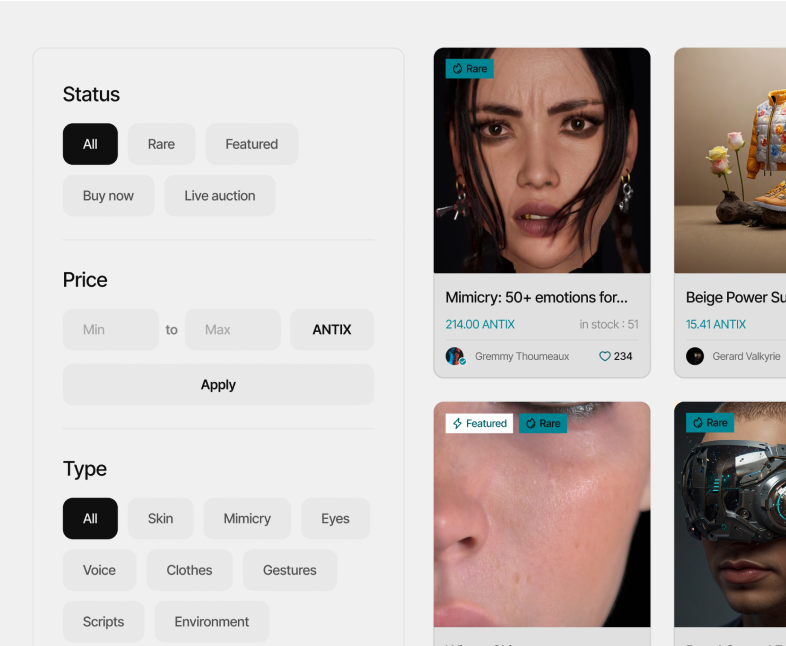 Status
All
Rare
Featured
Buy now
Live auction
Price
Min
to
Max
ANTIX
Apply
Type
All
Skin
Mimicry
Eyes
Voice
Clothes
Gestures
Scripts
Environment
Rare
Mimicry: 50+ emotions for...
214.00 ANTIX
in stock : 51
Gremmy Thoumeaux
234
Beige Power Su
15.41 ANTIX
Gerard Valkyrie
Featured
Rare
Rare